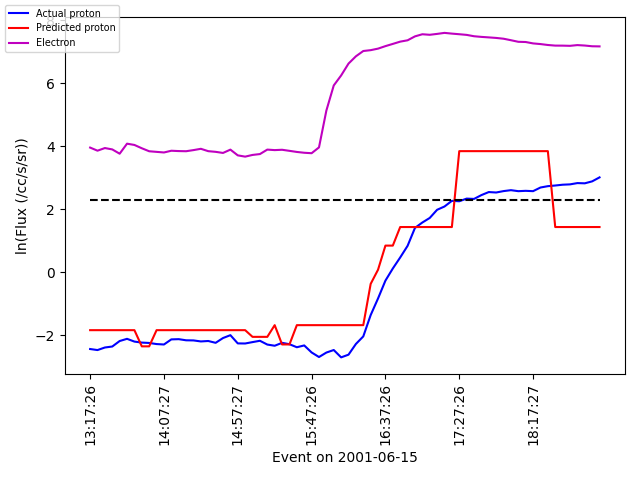 Actual proton
Predicted proton
Electron
ln(Flux (/cc/s/sr))
6
4
2
0
−2
13:17:26
14:07:27
14:57:27
15:47:26
16:37:26
17:27:26
18:17:27
Event on 2001-06-15